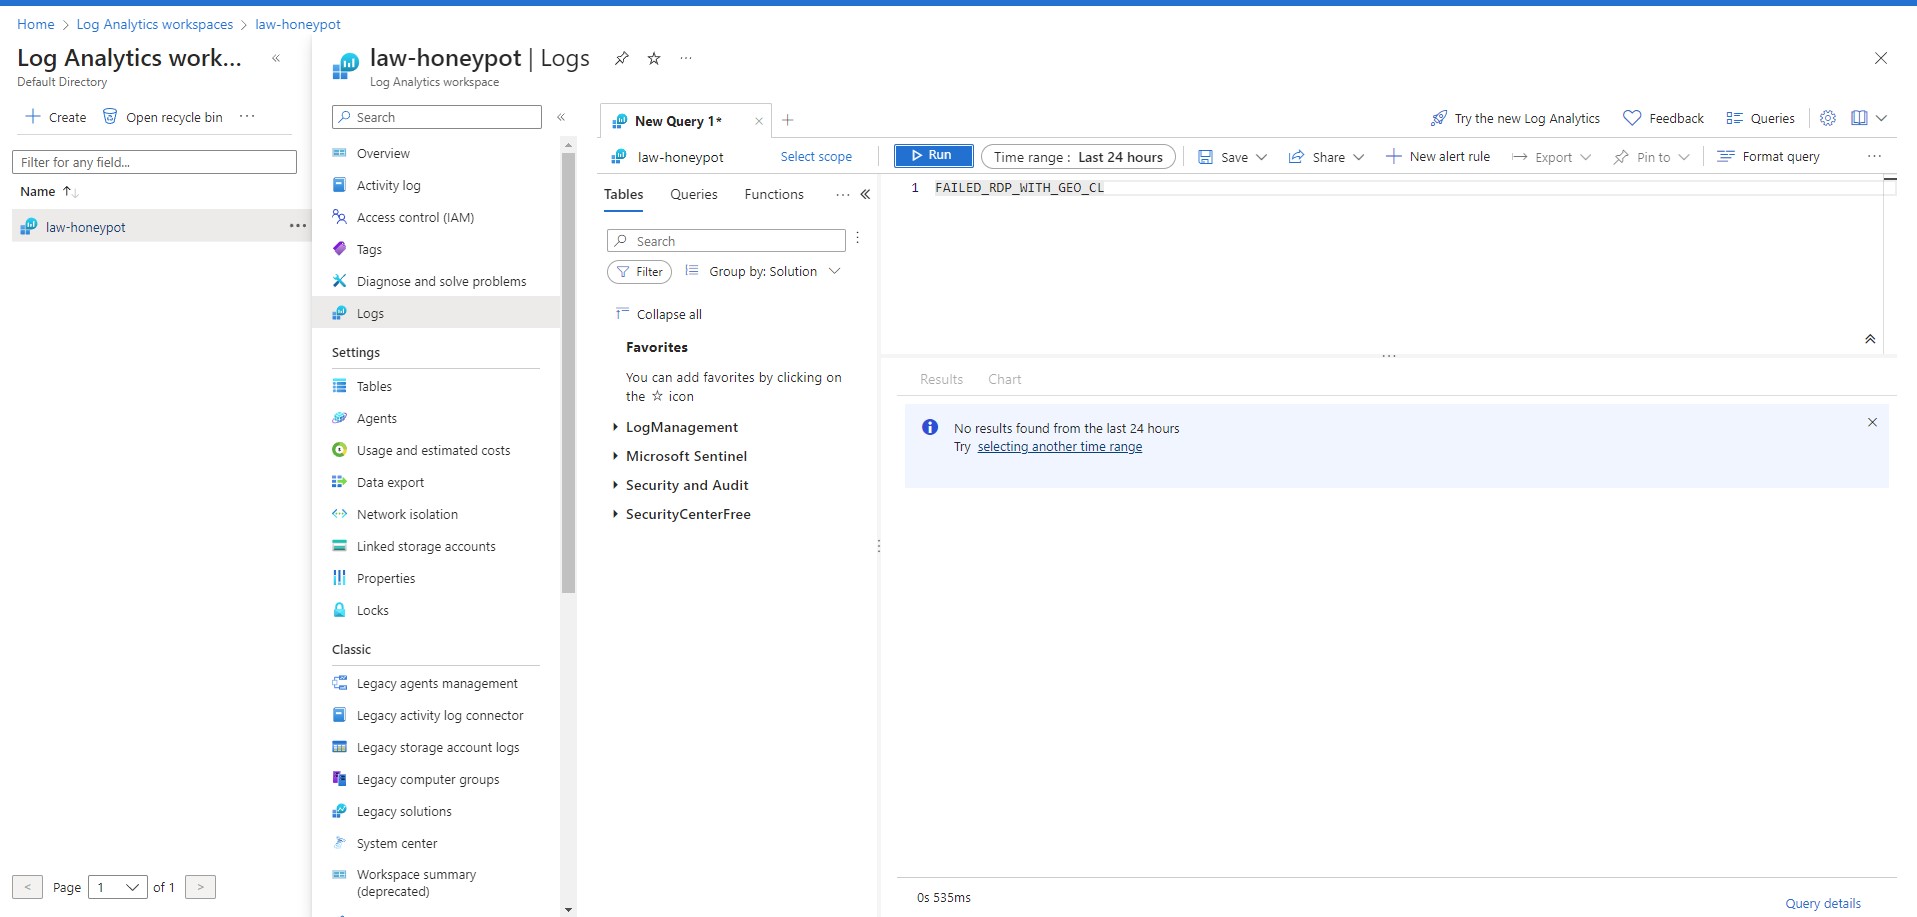 Home > Log Analytics workspaces > law-honeypot
Log Analytics work...
«
Default Directory
Create
Open recycle bin
...
Filter for any field...
Name ↑↓
law-honeypot
...
< Page 1 of 1 >
law-honeypot | Logs
...
Log Analytics workspace
Search
«
Overview
Activity log
Access control (IAM)
Tags
Diagnose and solve problems
Logs
Settings
Tables
Agents
Usage and estimated costs
Data export
Network isolation
Linked storage accounts
Properties
Locks
Classic
Legacy agents management
Legacy activity log connector
Legacy storage account logs
Legacy computer groups
Legacy solutions
System center
Workspace summary
(deprecated)
New Query 1*
Try the new Log Analytics
Feedback
Queries
law-honeypot
Select scope
Run
Time range : Last 24 hours
Save
Share
New alert rule
Export
Pin to
Format query
...
Tables
Queries
Functions
...
«
Search
Filter
Group by: Solution
Collapse all
Favorites
You can add favorites by clicking on
the ☆ icon
LogManagement
Microsoft Sentinel
Security and Audit
SecurityCenterFree
1 FAILED_RDP_WITH_GEO_CL
Results
Chart
No results found from the last 24 hours
Try selecting another time range
0s 535ms
Query details